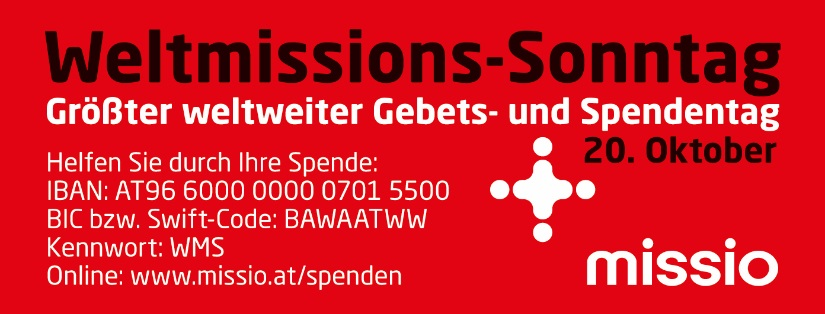 Weltmissions-Sonntag
Größter weltweiter Gebets- und Spendentag
20. Oktober
Helfen Sie durch Ihre Spende:
IBAN: AT96 6000 0000 0701 5500
BIC bzw. Swift-Code: BAWAATWW
Kennwort: WMS
Online: www.missio.at/spenden
missio